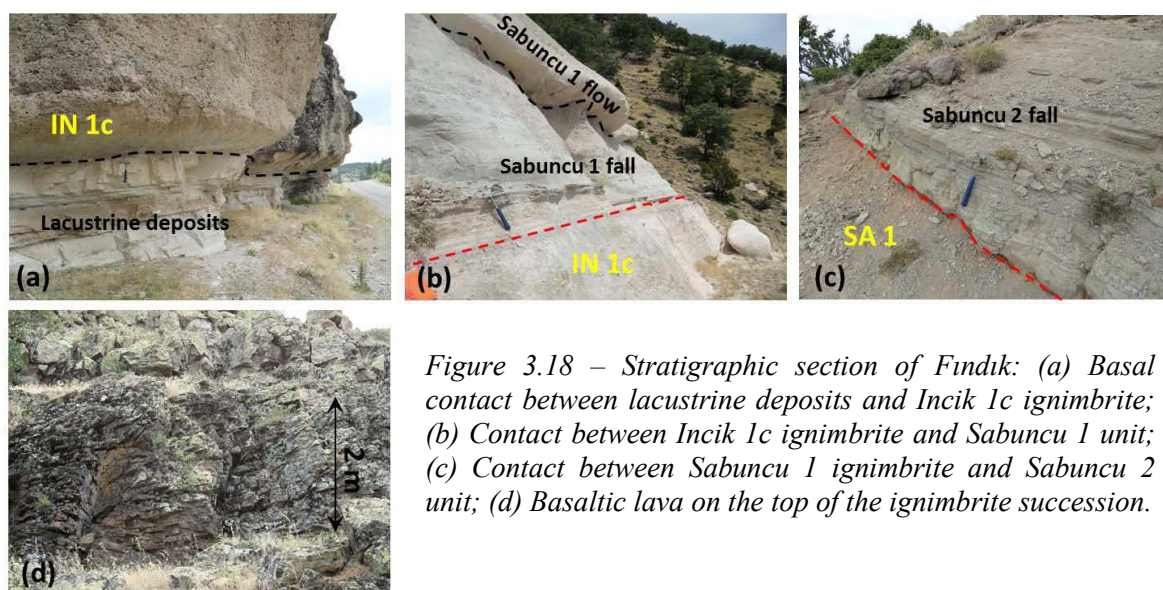 IN 1c
Lacustrine deposits
(a)
Sabuncu 1 flow
Sabuncu 1 fall
IN 1c
(b)
Sabuncu 2 fall
SA 1
(c)
2 m
(d)
Figure 3.18 – Stratigraphic section of Fındık: (a) Basal
contact between lacustrine deposits and Incik 1c ignimbrite;
(b) Contact between Incik 1c ignimbrite and Sabuncu 1 unit;
(c) Contact between Sabuncu 1 ignimbrite and Sabuncu 2
unit; (d) Basaltic lava on the top of the ignimbrite succession.